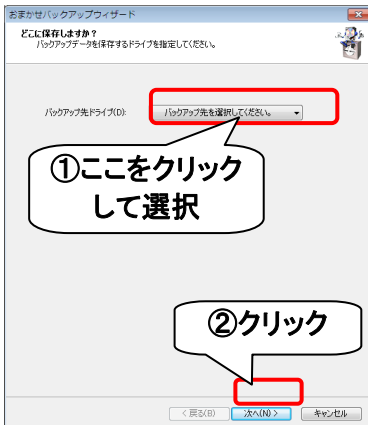 おまかせバックアップウィザード
どこに保存しますか?
バックアップデータを保存するドライブを指定してください。
バックアップ先ドライブ(D):
バックアップ先を選択してください。
①ここをクリック
して選択
②クリック
< 戻る(B)
次へ(N) >
キャンセル